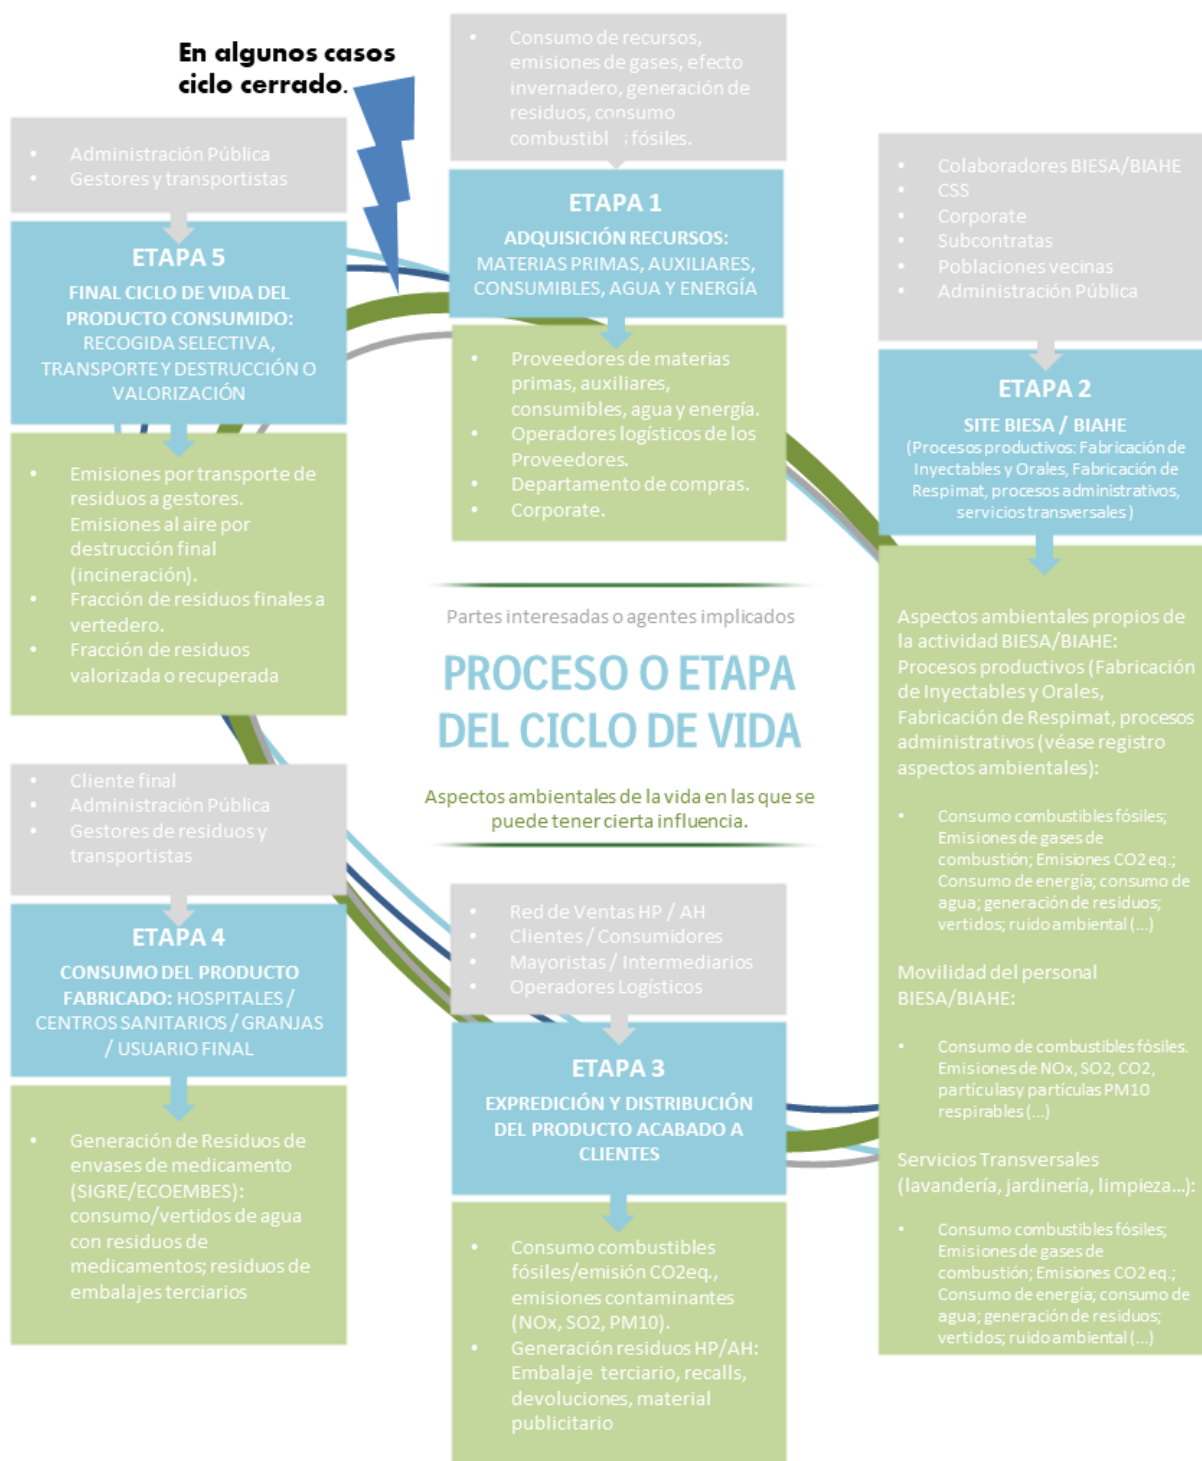 En algunos casos
ciclo cerrado.
• Consumo de recursos,
emisiones de gases, efecto
invernadero, generación de
residuos, consumo
combustibles fósiles.
ETAPA 1
ADQUISICIÓN RECURSOS:
MATERIAS PRIMAS, AUXILIARES,
CONSUMIBLES, AGUA Y ENERGÍA
• Proveedores de materias
primas, auxiliares,
consumibles, agua y energía.
• Operadores logísticos de los
Proveedores.
• Departamento de compras.
• Corporate.
• Colaboradores BIESA/BIAHE
• CSS
• Corporate
• Subcontratas
• Poblaciones vecinas
• Administración Pública
ETAPA 2
SITE BIESA / BIAHE
(Procesos productivos: Fabricación de
Inyectables y Orales, Fabricación de
Respimat, procesos administrativos,
servicios transversales )
Aspectos ambientales propios de
la actividad BIESA/BIAHE:
Procesos productivos (Fabricación
de Inyectables y Orales,
Fabricación de Respimat, procesos
administrativos (véase registro
aspectos ambientales):
• Consumo combustibles fósiles;
Emisiones de gases de
combustión; Emisiones CO2 eq.;
Consumo de energía; consumo de
agua; generación de residuos;
vertidos; ruido ambiental (...)
Movilidad del personal
BIESA/BIAHE:
• Consumo de combustibles fósiles.
Emisiones de NOx, SO2, CO2,
partículas y partículas PM10
respirables (...)
Servicios Transversales
(lavandería, jardinería, limpieza...):
• Consumo combustibles fósiles;
Emisiones de gases de
combustión; Emisiones CO2 eq.;
Consumo de energía; consumo de
agua; generación de residuos;
vertidos; ruido ambiental (...)
• Administración Pública
• Gestores y transportistas
ETAPA 5
FINAL CICLO DE VIDA DEL
PRODUCTO CONSUMIDO:
RECOGIDA SELECTIVA,
TRANSPORTE Y DESTRUCCIÓN O
VALORIZACIÓN
• Emisiones por transporte de
residuos a gestores.
Emisiones al aire por
destrucción final
(incineración).
• Fracción de residuos finales a
vertedero.
• Fracción de residuos
valorizada o recuperada
Partes interesadas o agentes implicados
PROCESO O ETAPA
DEL CICLO DE VIDA
Aspectos ambientales de la vida en las que se
puede tener cierta influencia.
• Cliente final
• Administración Pública
• Gestores de residuos y
transportistas
ETAPA 4
CONSUMO DEL PRODUCTO
FABRICADO: HOSPITALES /
CENTROS SANITARIOS / GRANJAS
/ USUARIO FINAL
• Generación de Residuos de
envases de medicamento
(SIGRE/ECOEMBES):
consumo/vertidos de agua
con residuos de
medicamentos; residuos de
embalajes terciarios
• Red de Ventas HP / AH
• Clientes / Consumidores
• Mayoristas / Intermediarios
• Operadores Logísticos
ETAPA 3
EXPREDICIÓN Y DISTRIBUCIÓN
DEL PRODUCTO ACABADO A
CLIENTES
• Consumo combustibles
fósiles/emisión CO2eq.,
emisiones contaminantes
(NOx, SO2, PM10).
• Generación residuos HP/AH:
Embalaje terciario, recalls,
devoluciones, material
publicitario